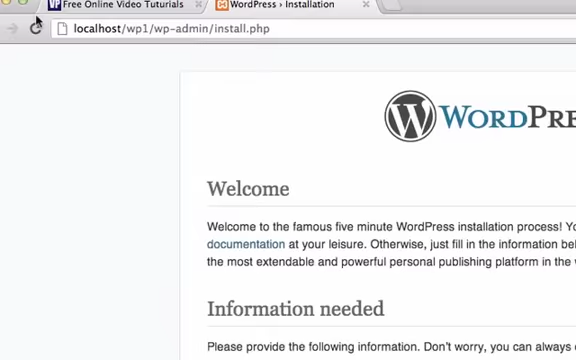 VP Free Online Video Tutorials × WordPress › Installation ×
localhost/wp1/wp-admin/install.php
WORDPRE
Welcome
Welcome to the famous five minute WordPress installation process!
documentation at your leisure. Otherwise, just fill in the information
the most extendable and powerful personal publishing platform in the
Information needed
Please provide the following information. Don't worry, you can always